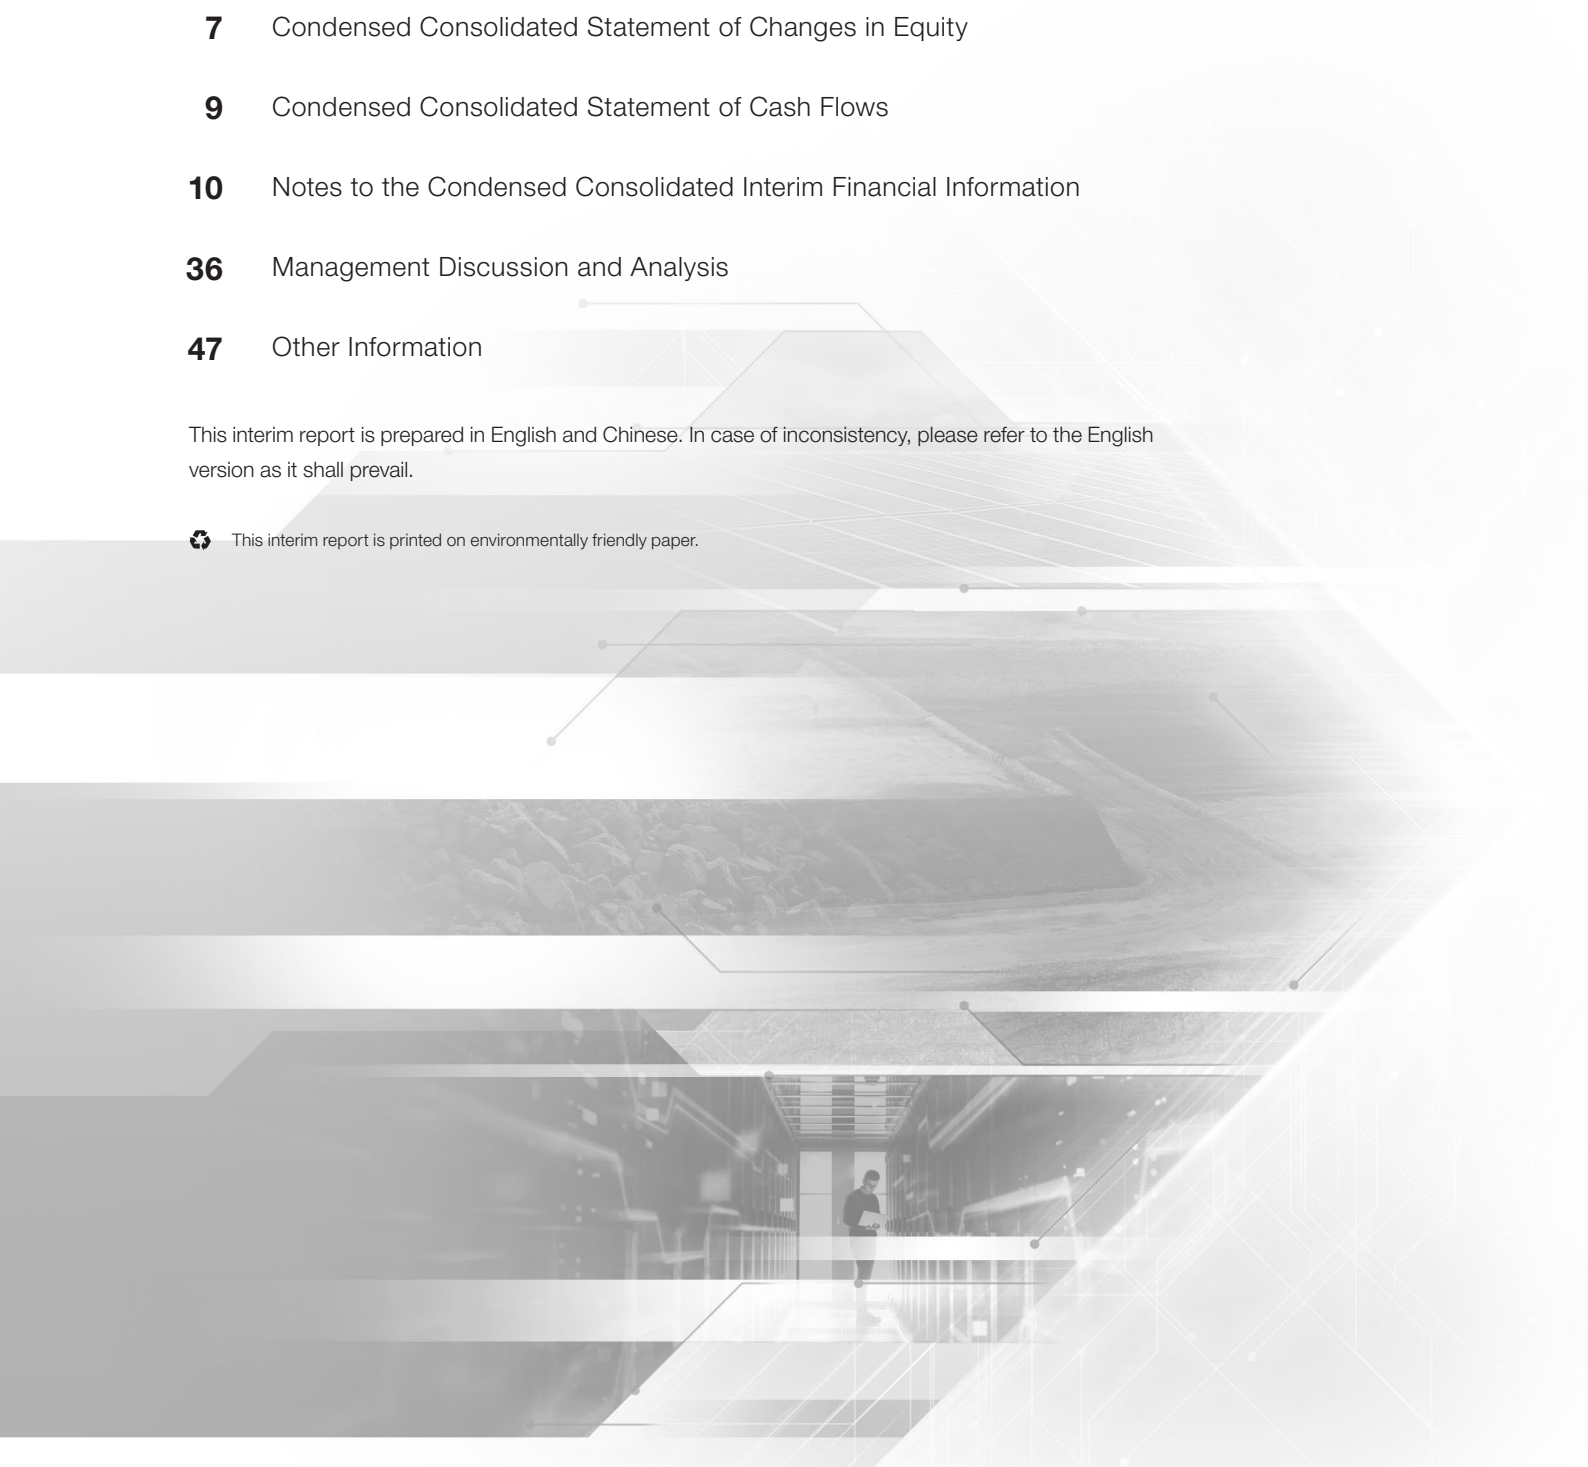 7 Condensed Consolidated Statement of Changes in Equity
9 Condensed Consolidated Statement of Cash Flows
10 Notes to the Condensed Consolidated Interim Financial Information
36 Management Discussion and Analysis
47 Other Information
This interim report is prepared in English and Chinese. In case of inconsistency, please refer to the English
version as it shall prevail.
This interim report is printed on environmentally friendly paper.